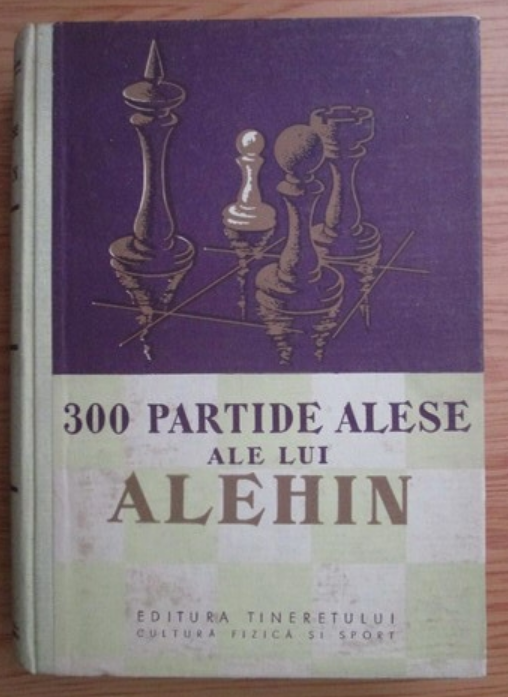 300 PARTIDE ALESE
ALE LUI
ALEHIN
EDITURA TINERETULUI
CULTURA FIZICĂ ȘI SPORT